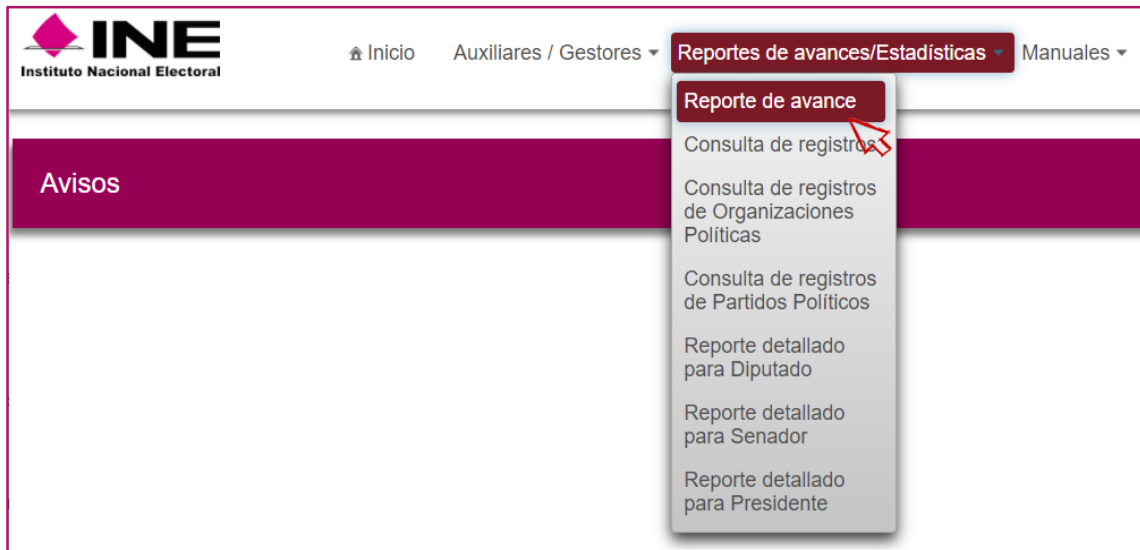 INE
Instituto Nacional Electoral
Inicio
Auxiliares / Gestores
Reportes de avances/Estadísticas
Manuales
Reporte de avance
Consulta de registros
Consulta de registros
de Organizaciones
Políticas
Consulta de registros
de Partidos Políticos
Reporte detallado
para Diputado
Reporte detallado
para Senador
Reporte detallado
para Presidente
Avisos